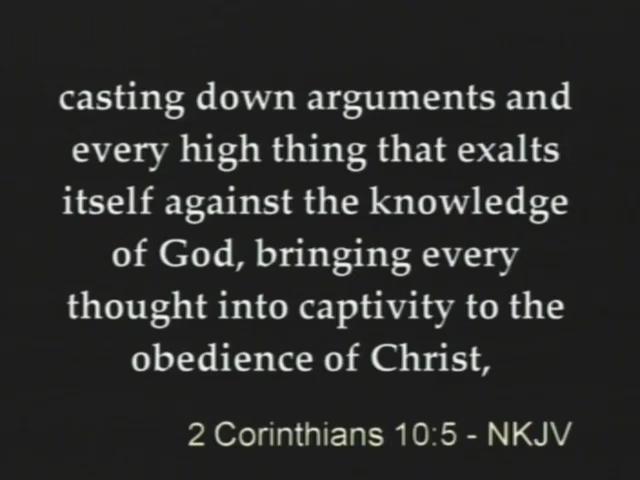 casting down arguments and
every high thing that exalts
itself against the knowledge
of God, bringing every
thought into captivity to the
obedience of Christ,
2 Corinthians 10:5 - NKJV